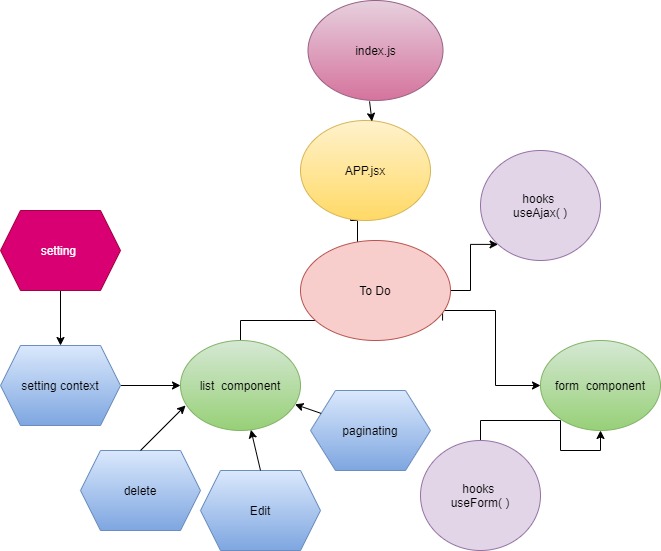 index.js
APP.jsx
hooks
useAjax( )
setting
To Do
setting context
list  component
form  component
paginating
delete
Edit
hooks
useForm( )